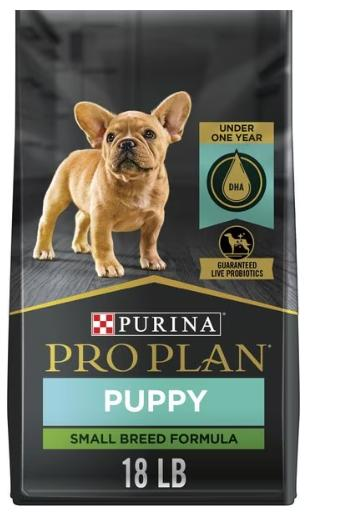 UNDER
ONE YEAR
DHA
GUARANTEED
LIVE PROBIOTICS
PURINA®
PRO PLAN®
PUPPY
SMALL BREED FORMULA
18 LB